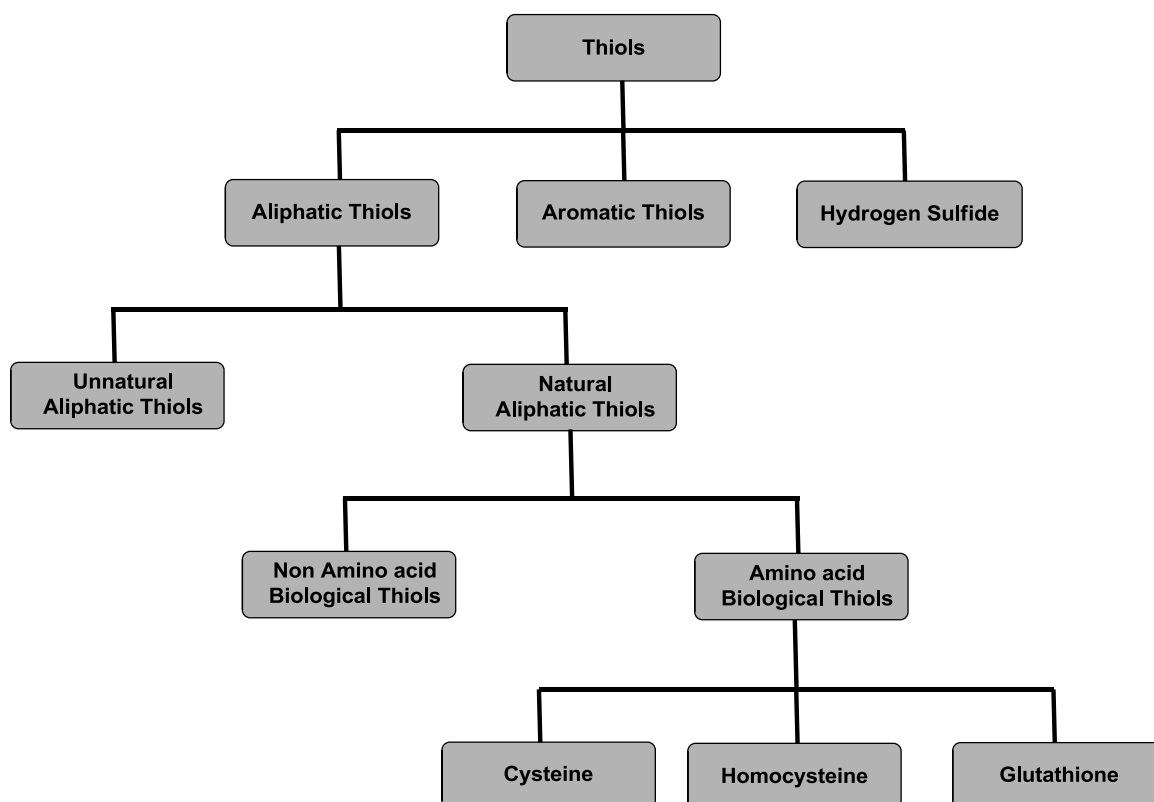 Thiols
Aliphatic Thiols
Aromatic Thiols
Hydrogen Sulfide
Unnatural
Aliphatic Thiols
Natural
Aliphatic Thiols
Non Amino acid
Biological Thiols
Amino acid
Biological Thiols
Cysteine
Homocysteine
Glutathione